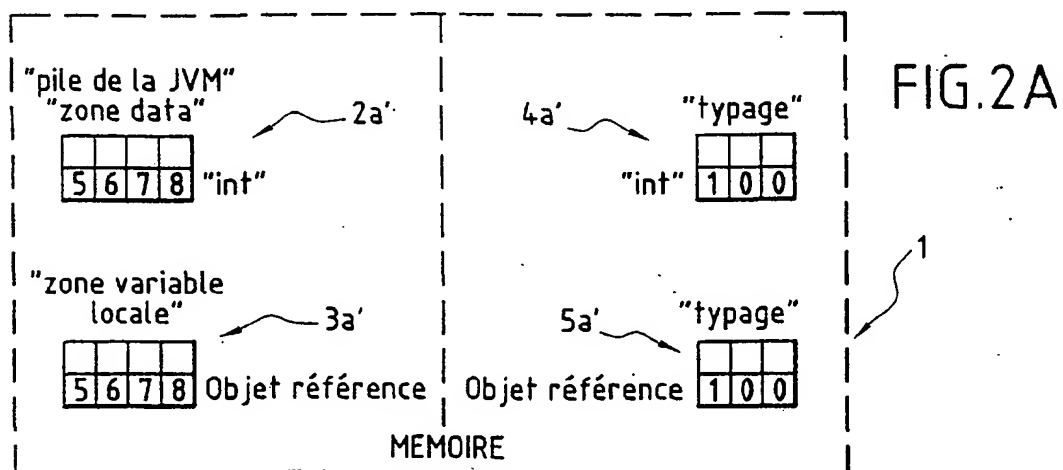 FIG.2A
"pile de la JVM"
"zone data"
2a'
5 6 7 8 "int"
4a'
"typage"
"int" 1 0 0
1
"zone variable
locale"
3a'
5 6 7 8 Objet référence
5a'
"typage"
Objet référence 1 0 0
MEMOIRE